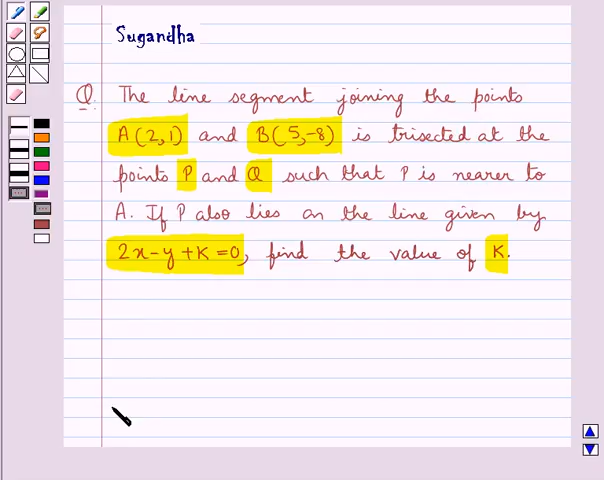 Sugandha
Q. The line segment joining the points
A(2,1) and B(5,-8) is trisected at the
points P and Q such that P is nearer to
A. If P also lies on the line given by
2x-y+K=0, find the value of K.